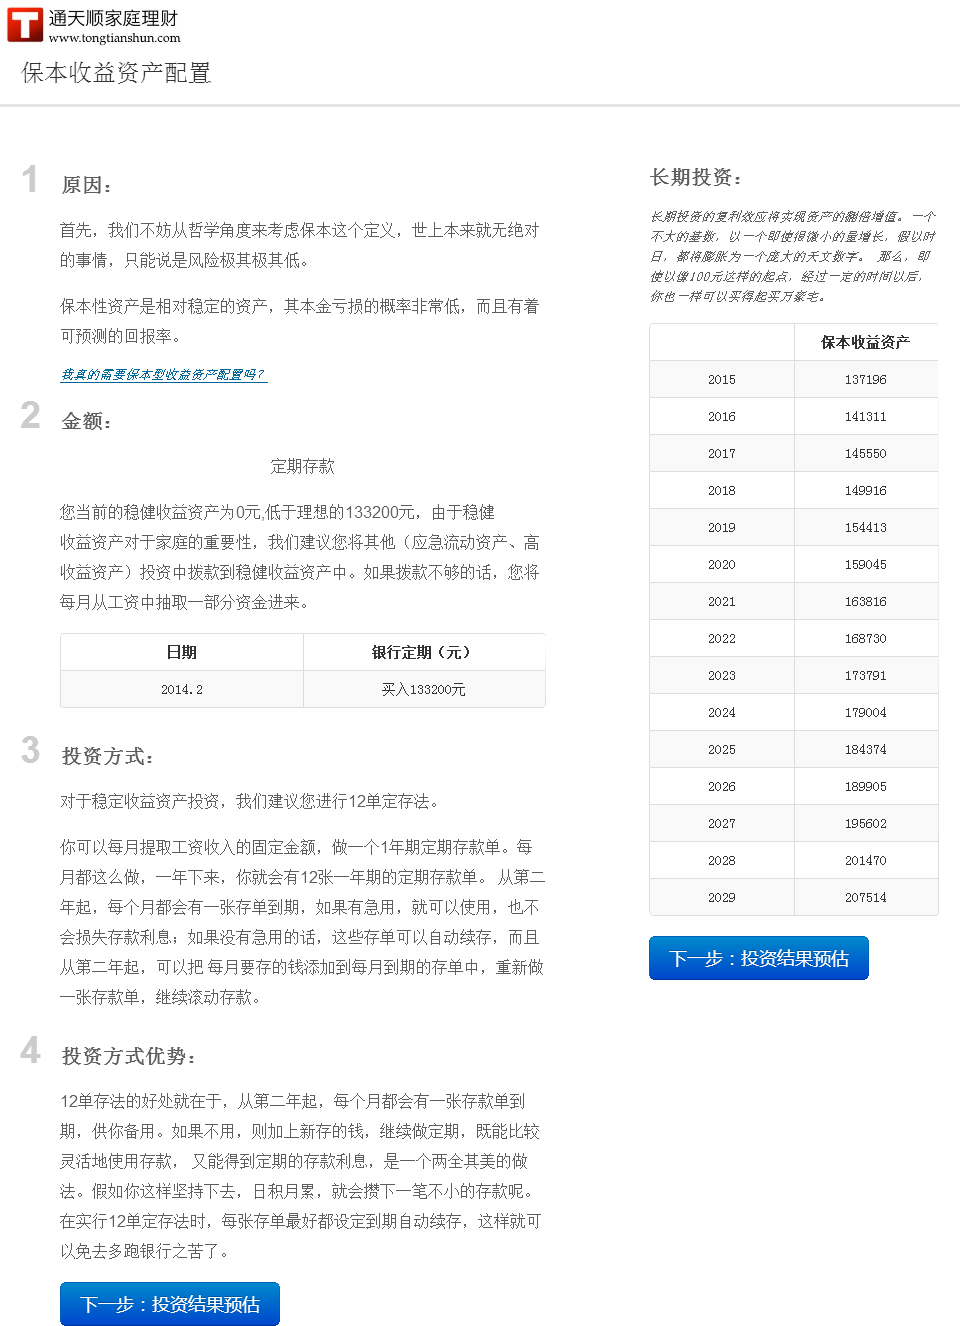 通天顺家庭理财
www.tongtianshun.com
保本收益资产配置
1 原因：
首先，我们不妨从哲学角度来考虑保本这个定义，世上本来就无绝对
的事情，只能说是风险极其极其低。
保本性资产是相对稳定的资产，其本金亏损的概率非常低，而且有着
可预测的回报率。
我真的需要保本型收益资产配置吗？
2 金额：
定期存款
您当前的稳健收益资产为0元,低于理想的133200元，由于稳健
收益资产对于家庭的重要性，我们建议您将其他（应急流动资产、高
收益资产）投资中拨款到稳健收益资产中。如果拨款不够的话，您将
每月从工资中抽取一部分资金进来。
日期 银行定期（元）
2014.2 买入133200元
3 投资方式：
对于稳定收益资产投资，我们建议您进行12单定存法。
你可以每月提取工资收入的固定金额，做一个1年期定期存款单。每
月都这么做，一年下来，你就会有12张一年期的定期存款单。 从第二
年起，每个月都会有一张存单到期，如果有急用，就可以使用，也不
会损失存款利息；如果没有急用的话，这些存单可以自动续存，而且
从第二年起，可以把 每月要存的钱添加到每月到期的存单中，重新做
一张存款单，继续滚动存款。
4 投资方式优势：
12单存法的好处就在于，从第二年起，每个月都会有一张存款单到
期，供你备用。如果不用，则加上新存的钱，继续做定期，既能比较
灵活地使用存款， 又能得到定期的存款利息，是一个两全其美的做
法。假如你这样坚持下去，日积月累，就会攒下一笔不小的存款呢。
在实行12单定存法时，每张存单最好都设定到期自动续存，这样就可
以免去多跑银行之苦了。
下一步：投资结果预估
长期投资：
长期投资的复利效应将实现资产的翻倍增值。一个
不大的基数，以一个即使很微小的量增长，假以时
日，都将膨胀为一个庞大的天文数字。 那么，即
使以像100元这样的起点，经过一定的时间以后，
你也一样可以买得起买万豪宅。
保本收益资产
2015 137196
2016 141311
2017 145550
2018 149916
2019 154413
2020 159045
2021 163816
2022 168730
2023 173791
2024 179004
2025 184374
2026 189905
2027 195602
2028 201470
2029 207514
下一步：投资结果预估